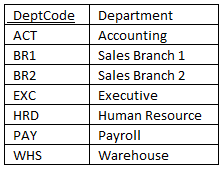 DeptCode Department
ACT Accounting
BR1 Sales Branch 1
BR2 Sales Branch 2
EXC Executive
HRD Human Resource
PAY Payroll
WHS Warehouse